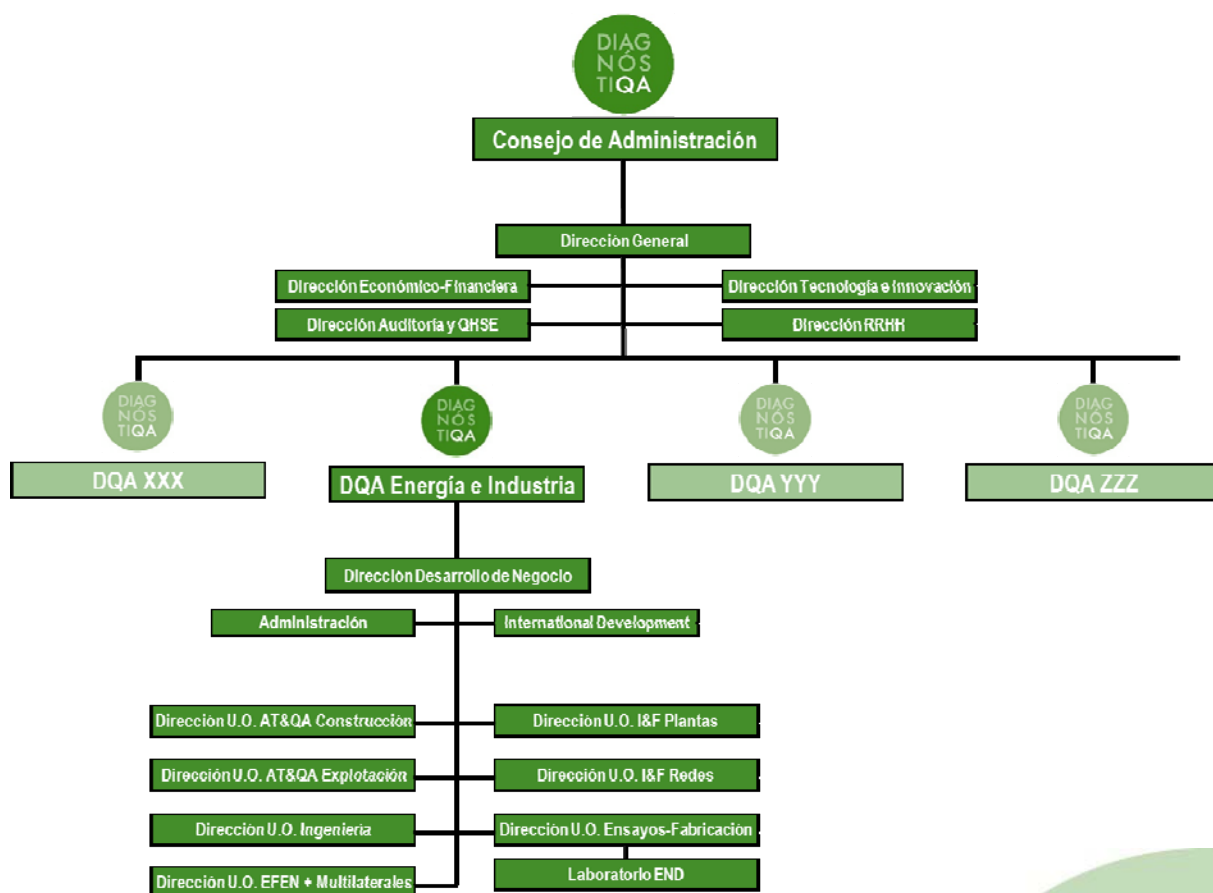 DIAG
NÓS
TIQA
Consejo de Administración
Dirección General
Dirección Económico-Financiera
Dirección Tecnología e Innovación
Dirección Auditoría y QHSE
Dirección RRHH
DIAG
NÓS
TIQA
DIAG
NÓS
TIQA
DIAG
NÓS
TIQA
DIAG
NÓS
TIQA
DQA XXX
DQA Energía e Industria
DQA YYY
DQA ZZZ
Dirección Desarrollo de Negocio
Administración
International Development
Dirección U.O. AT&QA Construcción
Dirección U.O. I&F Plantas
Dirección U.O. AT&QA Explotación
Dirección U.O. I&F Redes
Dirección U.O. Ingeniería
Dirección U.O. Ensayos-Fabricación
Dirección U.O. EFEN + Multilaterales
Laboratorio END